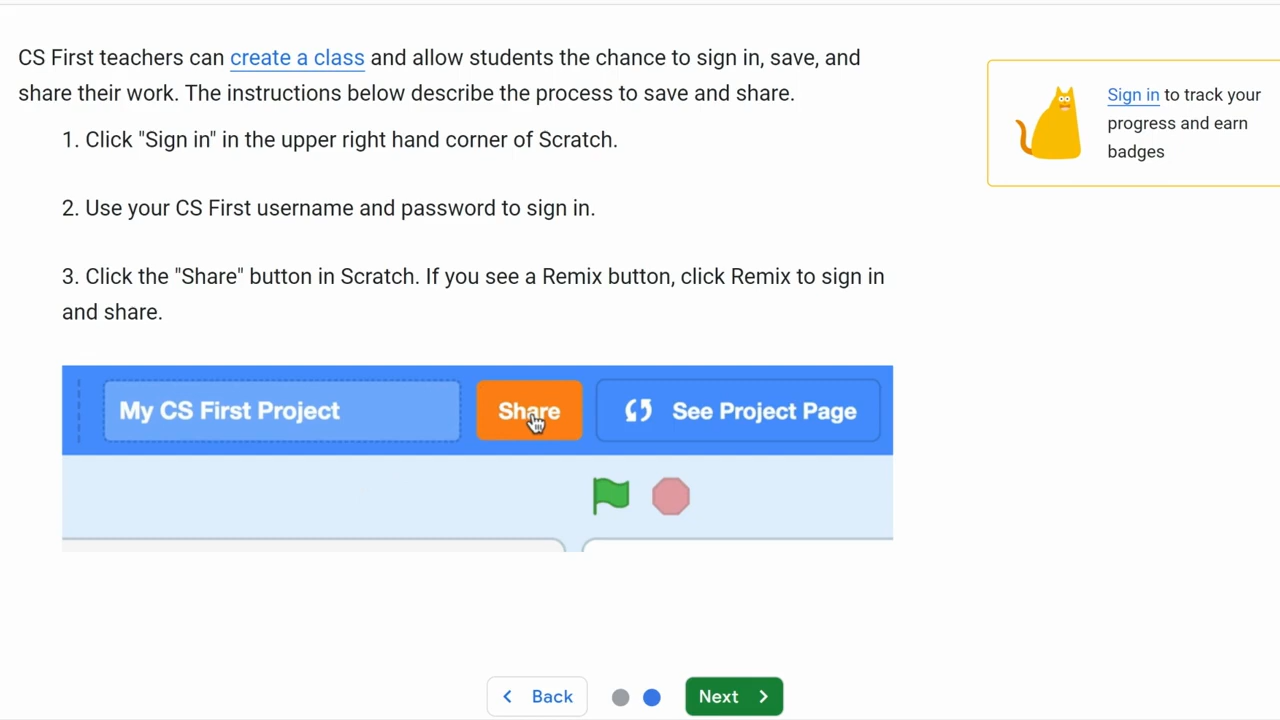 CS First teachers can create a class and allow students the chance to sign in, save, and
share their work. The instructions below describe the process to save and share.
1. Click "Sign in" in the upper right hand corner of Scratch.
2. Use your CS First username and password to sign in.
3. Click the "Share" button in Scratch. If you see a Remix button, click Remix to sign in
and share.
My CS First Project Share See Project Page
Sign in to track your
progress and earn
badges
Back Next